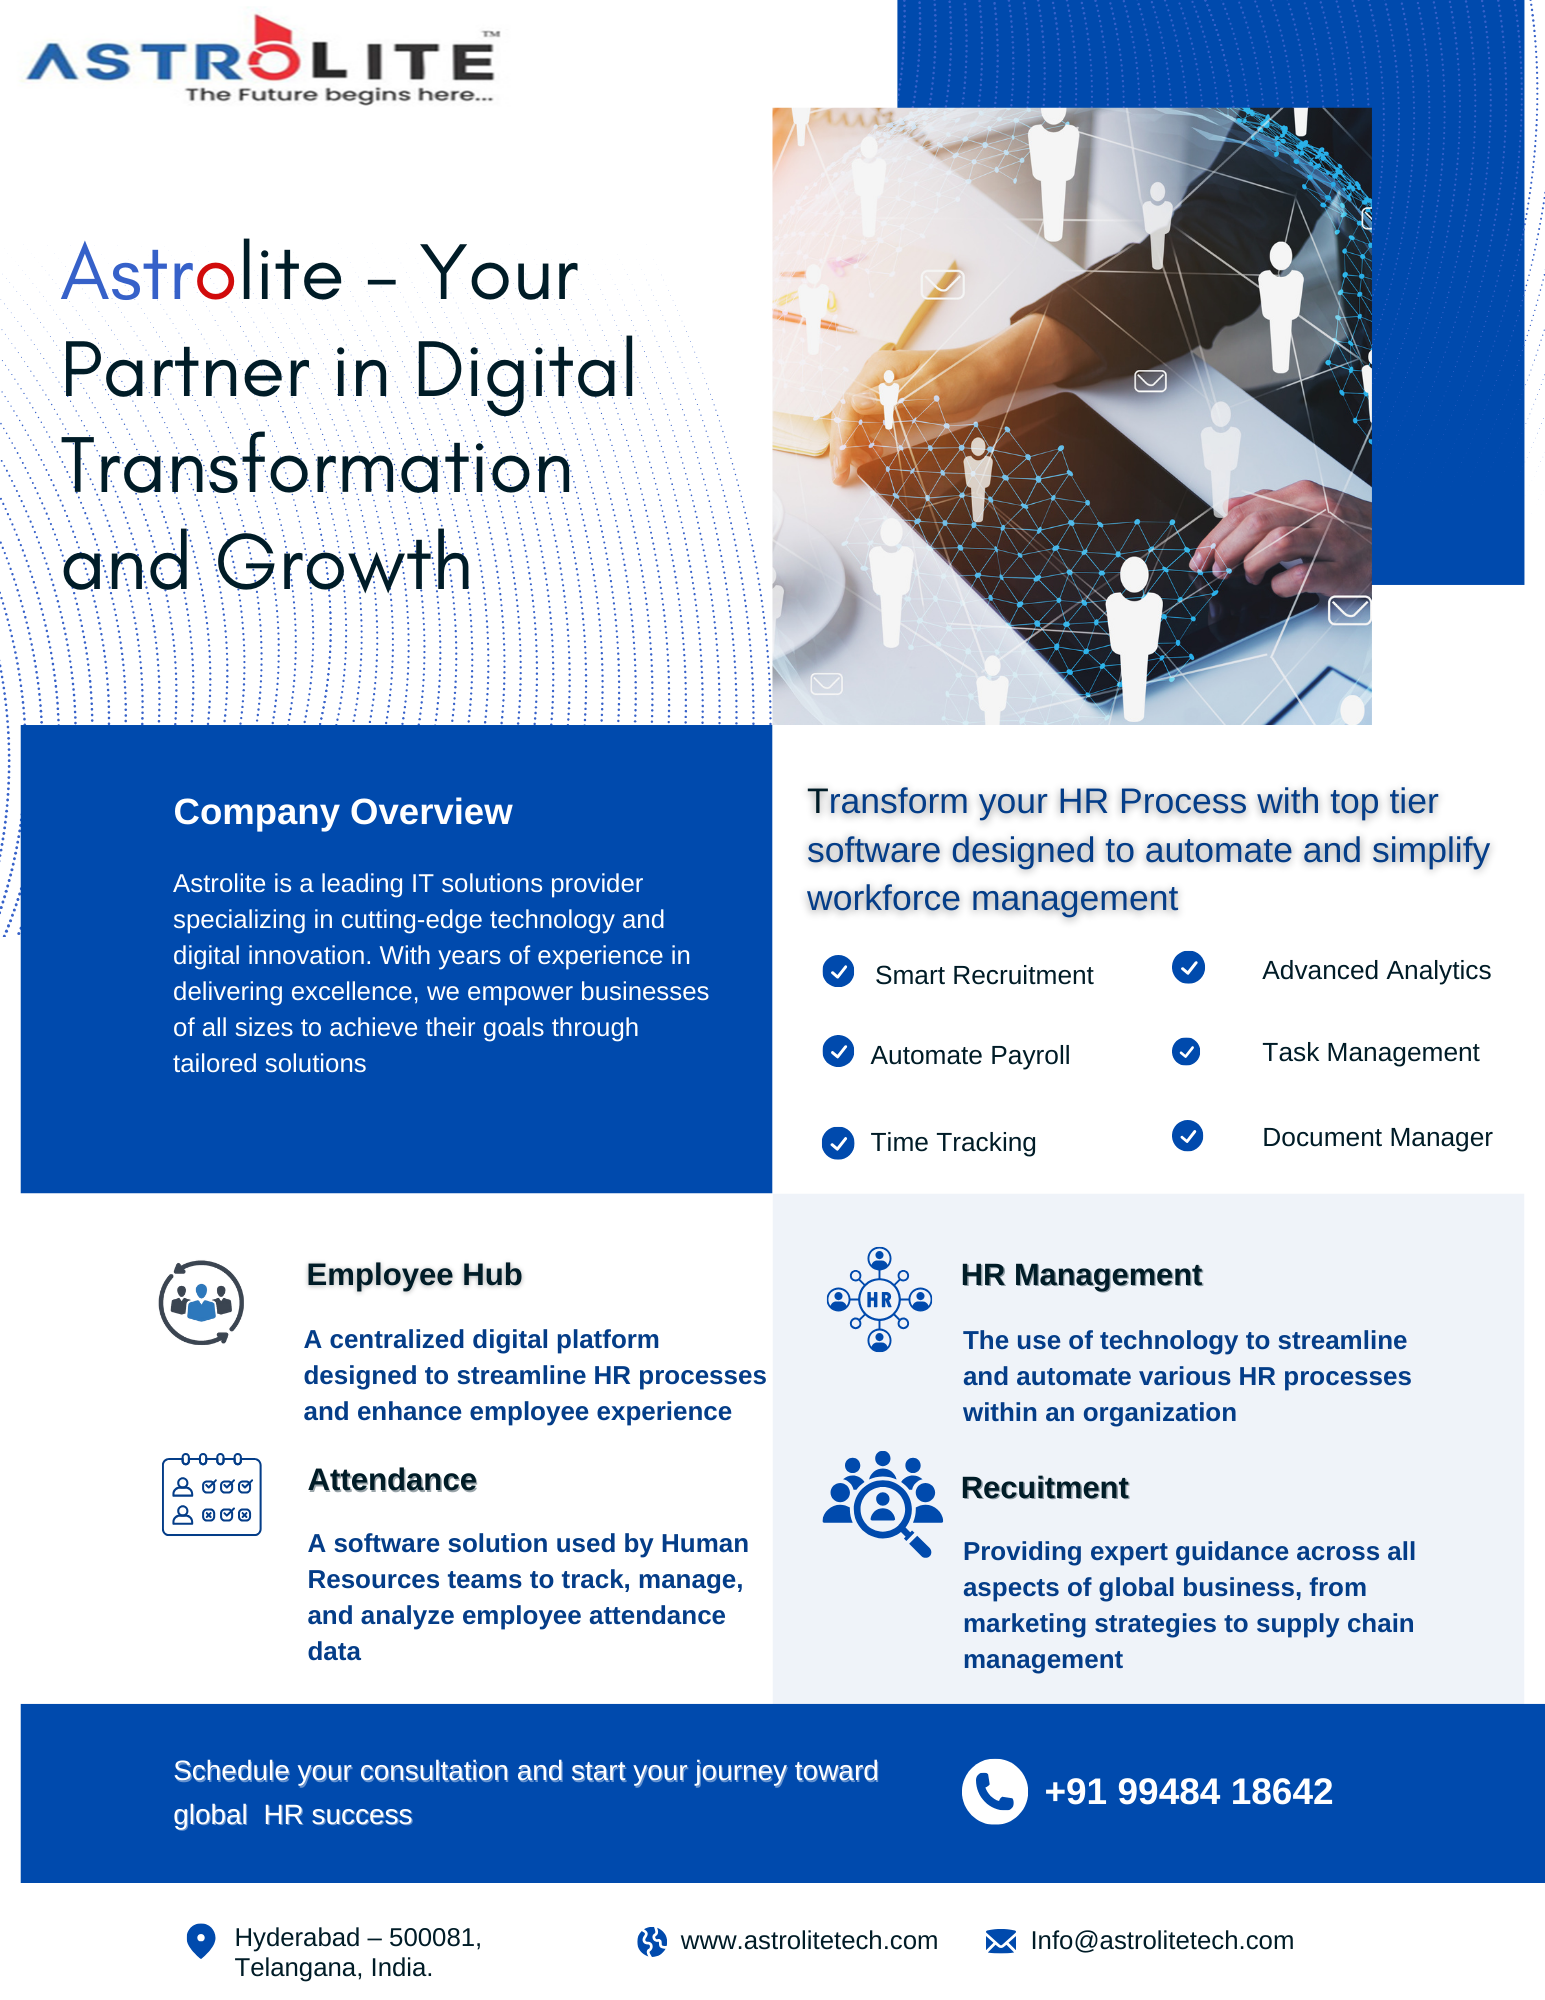 ASTROLITE™
The Future begins here...
Astrolite – Your
Partner in Digital
Transformation
and Growth
Company Overview
Astrolite is a leading IT solutions provider
specializing in cutting-edge technology and
digital innovation. With years of experience in
delivering excellence, we empower businesses
of all sizes to achieve their goals through
tailored solutions
Transform your HR Process with top tier
software designed to automate and simplify
workforce management
Smart Recruitment
Advanced Analytics
Automate Payroll
Task Management
Time Tracking
Document Manager
Employee Hub
A centralized digital platform
designed to streamline HR processes
and enhance employee experience
HR
HR Management
The use of technology to streamline
and automate various HR processes
within an organization
Attendance
A software solution used by Human
Resources teams to track, manage,
and analyze employee attendance
data
Recuitment
Providing expert guidance across all
aspects of global business, from
marketing strategies to supply chain
management
Schedule your consultation and start your journey toward
global  HR success
+91 99484 18642
Hyderabad – 500081,
Telangana, India.
www.astrolitetech.com
Info@astrolitetech.com